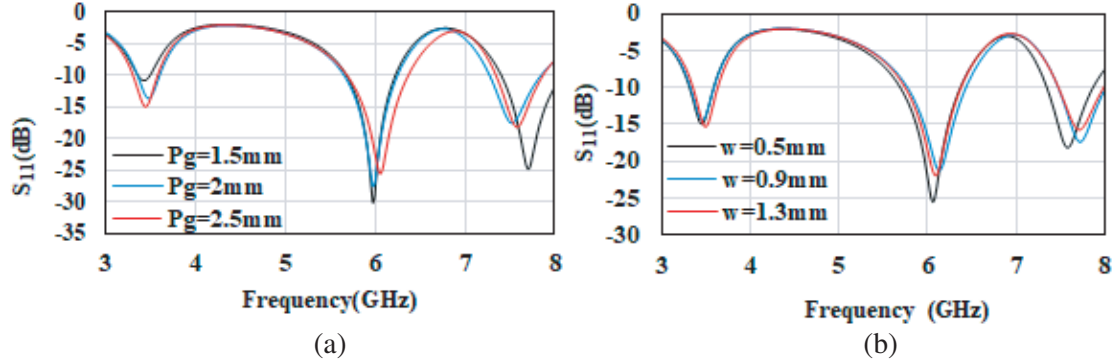 0
-5
-10
-15
-20
-25
-30
-35
S11(dB)
Pg=1.5mm
Pg=2mm
Pg=2.5mm
3 4 5 6 7 8
Frequency(GHz)
(a)
0
-5
-10
-15
-20
-25
-30
S11(dB)
w=0.5mm
w=0.9mm
w=1.3mm
3 4 5 6 7 8
Frequency (GHz)
(b)